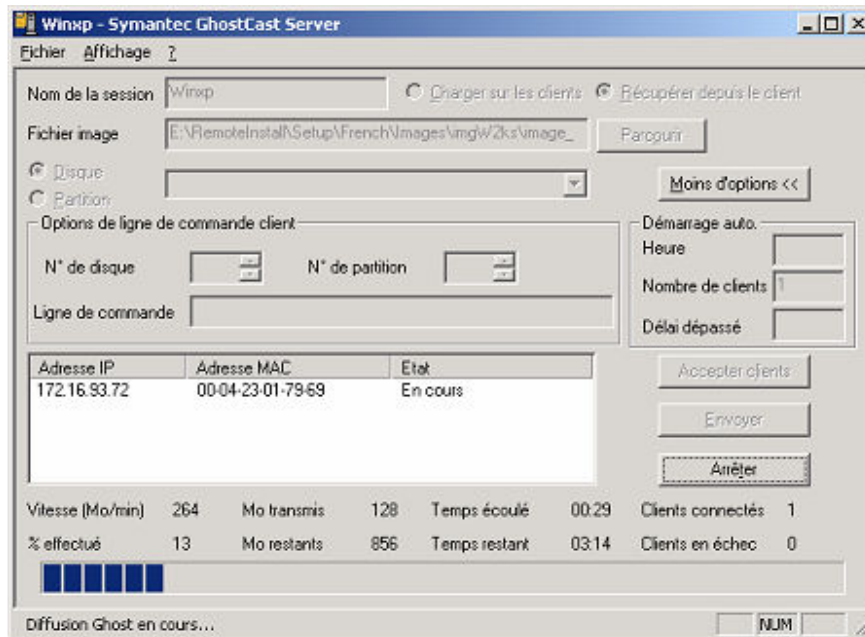 Winxp - Symantec GhostCast Server
Fichier Affichage ?
Nom de la session Winxp Charger sur les clients Récupérer depuis le client
Fichier image E:\RemoteInstall\Setup\French\Images\imgW2ks\image_ Parcourir
Disque
Partition
Moins d'options <<
Options de ligne de commande client
Démarrage auto.
Heure
N° de disque N° de partition
Nombre de clients 1
Ligne de commande
Délai dépassé
Adresse IP Adresse MAC Etat
172.16.93.72 00-04-23-01-79-69 En cours
Accepter clients
Envoyer
Arrêter
Vitesse (Mo/min) 264 Mo transmis 128 Temps écoulé 00:29 Clients connectés 1
% effectué 13 Mo restants 856 Temps restant 03:14 Clients en échec 0
Diffusion Ghost en cours... NUM